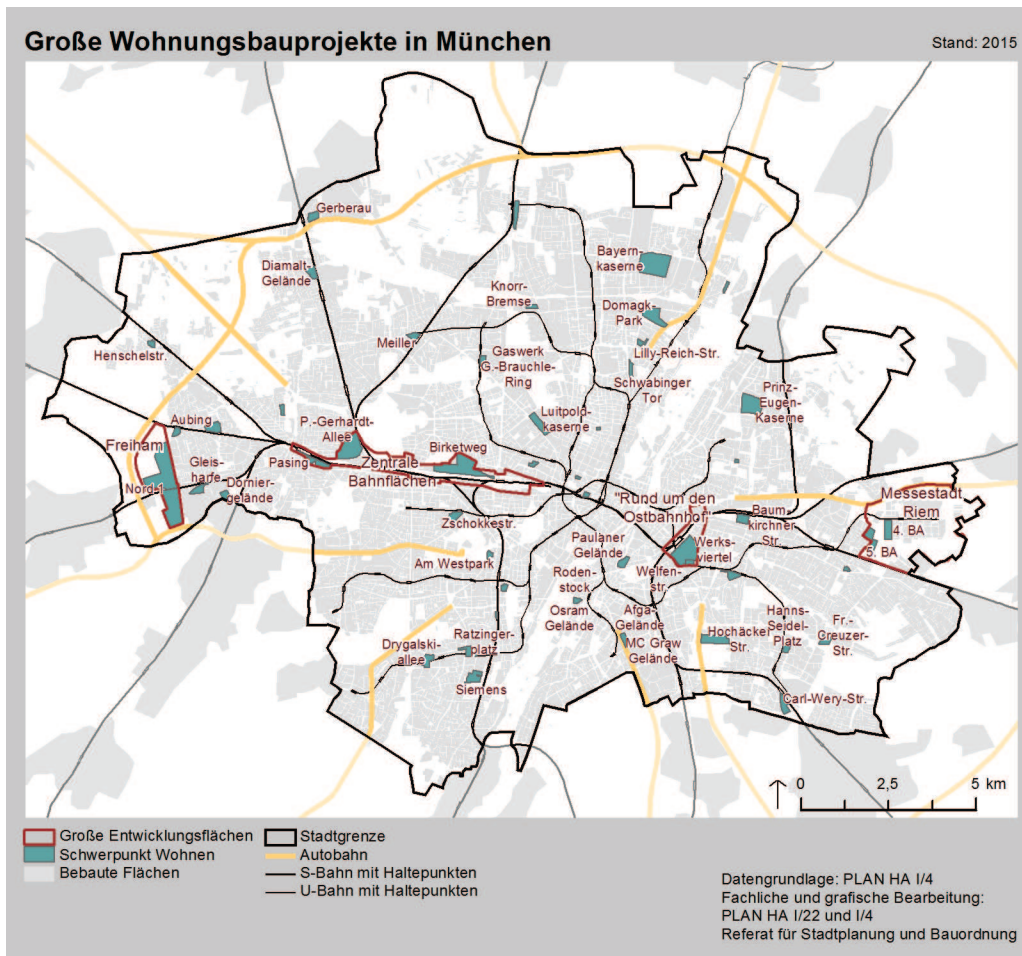 Große Wohnungsbauprojekte in München
Stand: 2015
Gerberau
Diamalt-
Gelände
Bayern-
kaserne
Knorr-
Bremse
Domagk-
Park
Meiller
Henschelstr.
Gaswerk
G.-Brauchle-
Ring
Lilly-Reich-Str.
Schwabinger
Tor
Prinz-
Eugen-
Kaserne
Luitpold-
kaserne
P.-Gerhardt-
Allee
Aubing
Freiham
Birketweg
Gleis-
harfe
Pasing
Zentrale
Bahnflächen
Nord 1
Dornier-
gelände
"Rund um den
Ostbahnhof"
Messestadt
Riem
4. BA
5. BA
Baum-
kirchner
Str.
Zschokkestr.
Paulaner
Gelände
Werks-
viertel
Am Westpark
Roden-
stock
Welfen-
str.
Osram
Gelände
Afga-
Gelände
MC Graw
Gelände
Hochäcker
Str.
Hanns-
Seidel-
Platz
Fr.-
Creuzer-
Str.
Drygalski-
allee
Ratzinger-
platz
Siemens
Carl-Wery-Str.
0 2,5 5 km
Große Entwicklungsflächen
Schwerpunkt Wohnen
Bebaute Flächen
Stadtgrenze
Autobahn
S-Bahn mit Haltepunkten
U-Bahn mit Haltepunkten
Datengrundlage: PLAN HA I/4
Fachliche und grafische Bearbeitung:
PLAN HA I/22 und I/4
Referat für Stadtplanung und Bauordnung